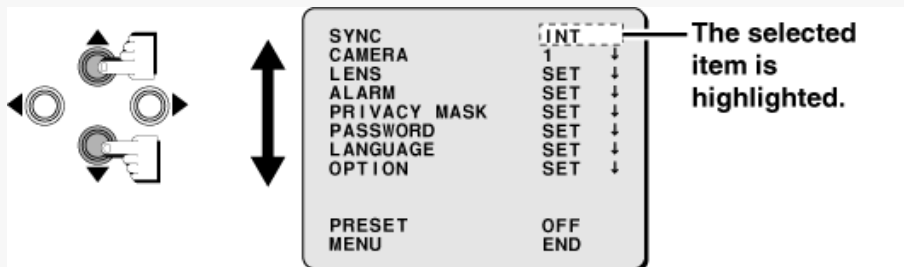 SYNC INT
CAMERA 1 ↓
LENS SET ↓
ALARM SET ↓
PRIVACY MASK SET ↓
PASSWORD SET ↓
LANGUAGE SET ↓
OPTION SET ↓
PRESET OFF
MENU END
The selected
item is
highlighted.